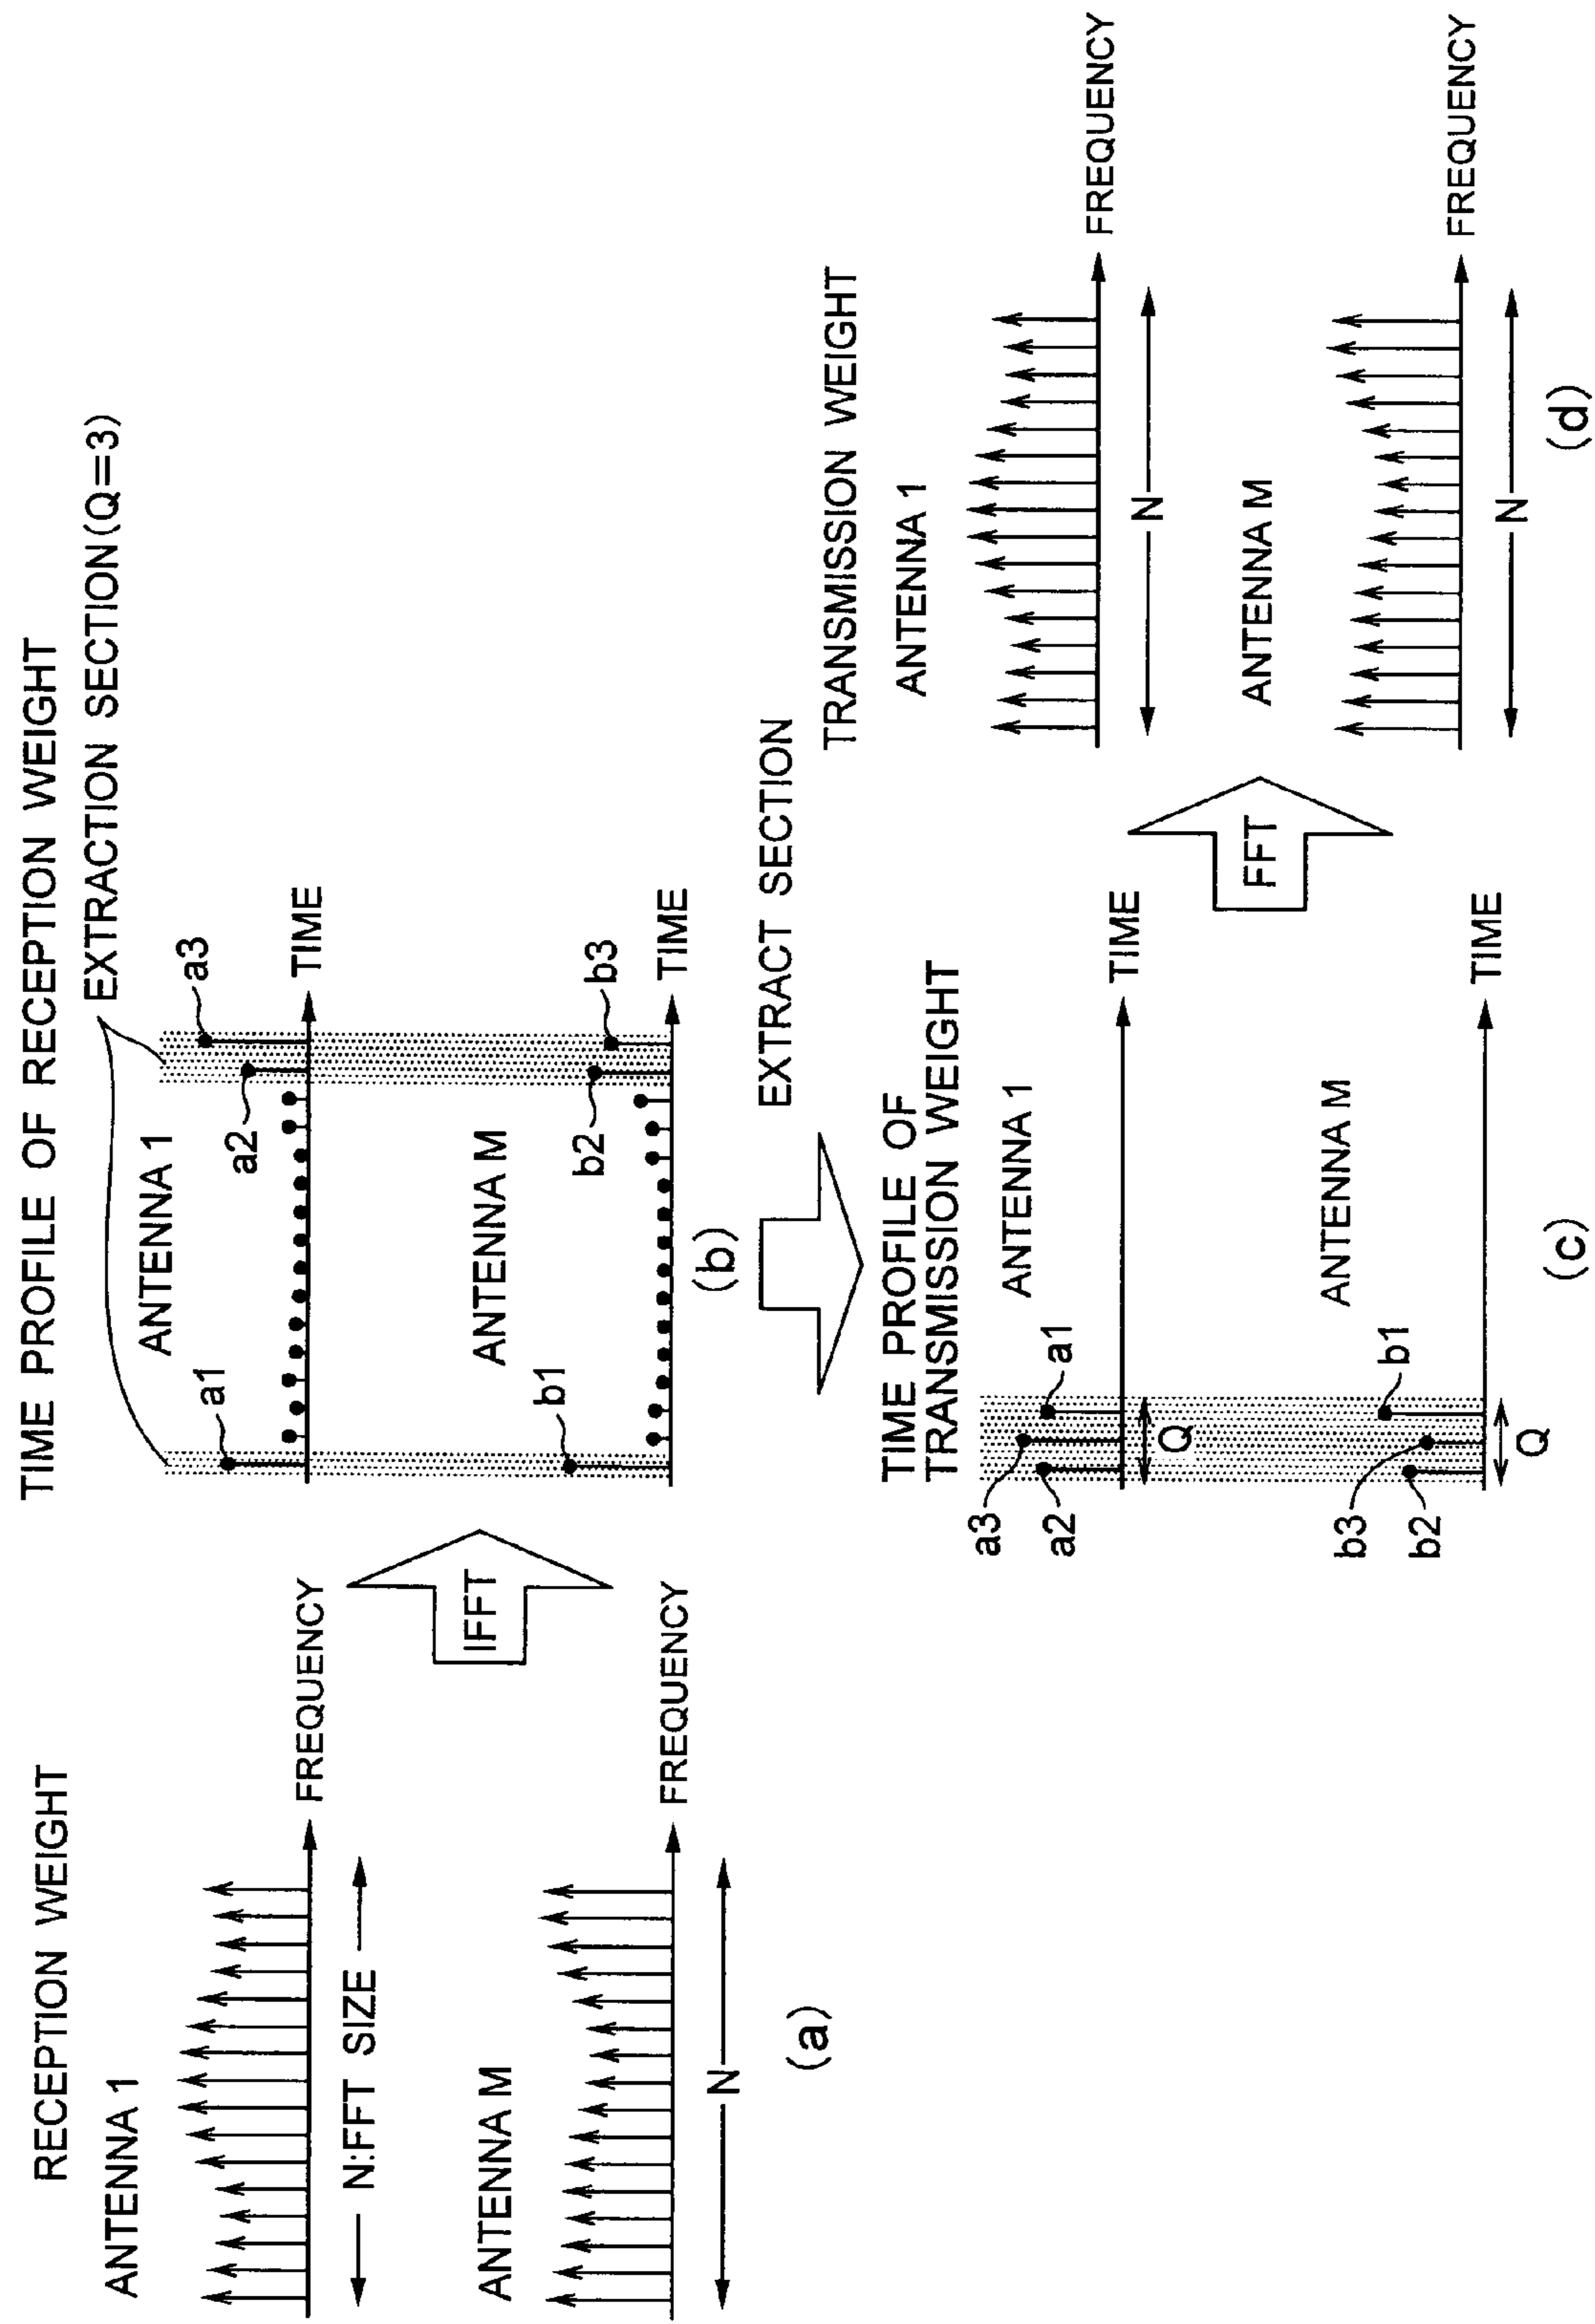 RECEPTION WEIGHT
ANTENNA 1
FREQUENCY
N:FFT SIZE
ANTENNA M
FREQUENCY
N
(a)
IFFT
TIME PROFILE OF RECEPTION WEIGHT
EXTRACTION SECTION(Q=3)
ANTENNA 1
a1
a2
a3
TIME
ANTENNA M
b1
b2
b3
TIME
(b)
EXTRACT SECTION
TIME PROFILE OF
TRANSMISSION WEIGHT
ANTENNA 1
a3
a2
a1
TIME
Q
ANTENNA M
b3
b2
b1
TIME
Q
(c)
FFT
TRANSMISSION WEIGHT
ANTENNA 1
FREQUENCY
N
ANTENNA M
FREQUENCY
N
(d)